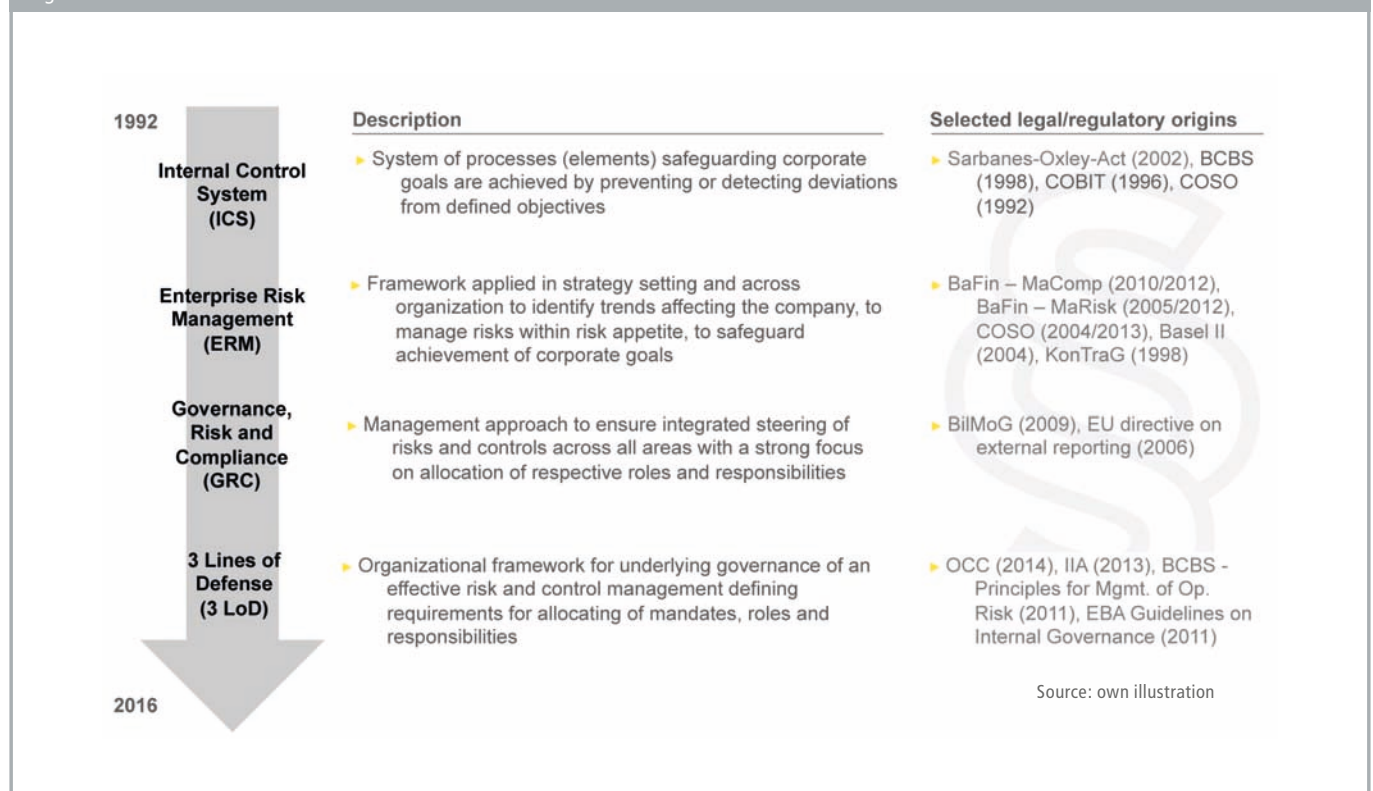 1992
Description
Selected legal/regulatory origins
Internal Control
System
(ICS)
► System of processes (elements) safeguarding corporate
goals are achieved by preventing or detecting deviations
from defined objectives
► Sarbanes-Oxley-Act (2002), BCBS
(1998), COBIT (1996), COSO
(1992)
Enterprise Risk
Management
(ERM)
► Framework applied in strategy setting and across
organization to identify trends affecting the company, to
manage risks within risk appetite, to safeguard
achievement of corporate goals
► BaFin – MaComp (2010/2012),
BaFin – MaRisk (2005/2012),
COSO (2004/2013), Basel II
(2004), KonTraG (1998)
Governance,
Risk and
Compliance
(GRC)
► Management approach to ensure integrated steering of
risks and controls across all areas with a strong focus
on allocation of respective roles and responsibilities
► BilMoG (2009), EU directive on
external reporting (2006)
3 Lines of
Defense
(3 LoD)
► Organizational framework for underlying governance of an
effective risk and control management defining
requirements for allocating of mandates, roles and
responsibilities
► OCC (2014), IIA (2013), BCBS -
Principles for Mgmt. of Op.
Risk (2011), EBA Guidelines on
Internal Governance (2011)
Source: own illustration
2016